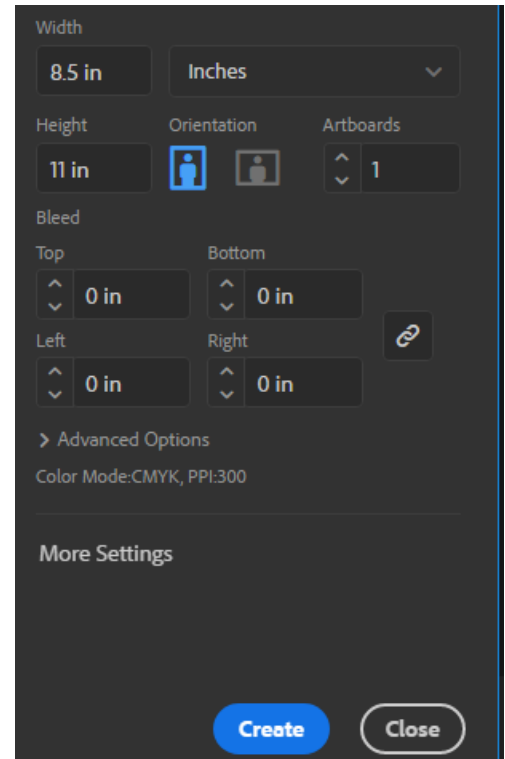 Width
8.5 in Inches
Height Orientation Artboards
11 in 1
Bleed
Top Bottom
0 in 0 in
Left Right
0 in 0 in
Advanced Options
Color Mode:CMYK, PPI:300
More Settings
Create Close